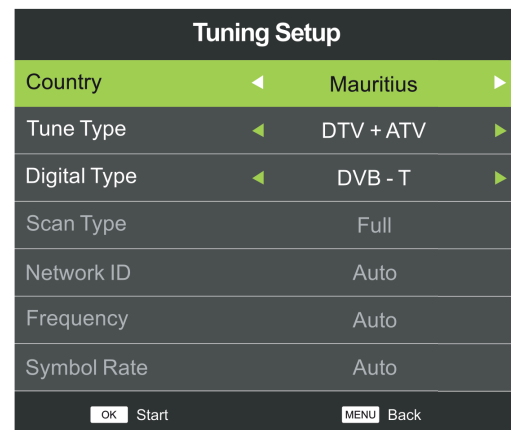 Tuning Setup
Country Mauritius
Tune Type DTV + ATV
Digital Type DVB - T
Scan Type Full
Network ID Auto
Frequency Auto
Symbol Rate Auto
OK Start MENU Back